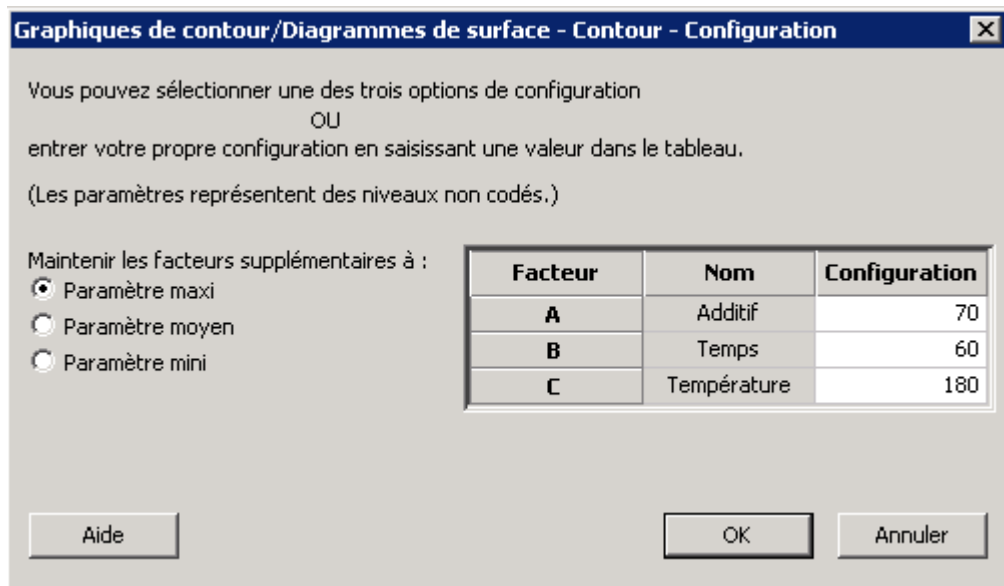 Graphiques de contour/Diagrammes de surface - Contour - Configuration
Vous pouvez sélectionner une des trois options de configuration
OU
entrer votre propre configuration en saisissant une valeur dans le tableau.
(Les paramètres représentent des niveaux non codés.)
Maintenir les facteurs supplémentaires à :
Paramètre maxi
Paramètre moyen
Paramètre mini
Facteur Nom Configuration
A Additif 70
B Temps 60
C Température 180
Aide OK Annuler